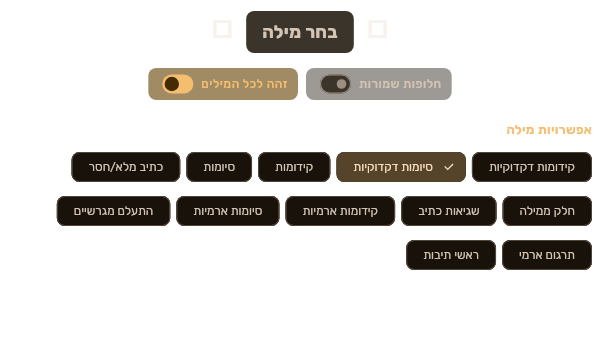 בחר מילה
חלופות שמורות זהה לכל המילים
אפשרויות מילה
קידומות דקדוקיות סיומות דקדוקיות קידומות סיומות כתיב מלא/חסר
חלק ממילה שגיאות כתיב קידומות ארמיות סיומות ארמיות התעלם מגרשיים
תרגום ארמי ראשי תיבות